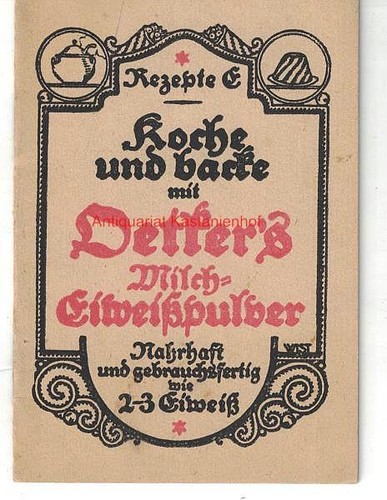 Rezepte E
Koche
und backe
mit
Antiquariat Kastanienhof
Oetker's
Milch-
Eiweißpulver
Nahrhaft
und gebrauchsfertig
wie
2-3 Eiweiß
WIST